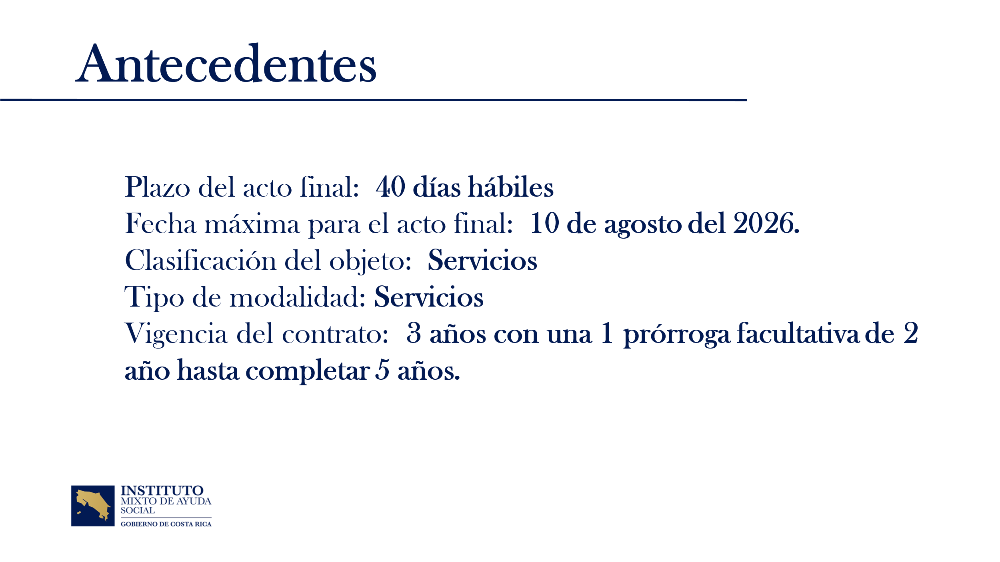 Antecedentes
Plazo del acto final: 40 días hábiles
Fecha máxima para el acto final: 10 de agosto del 2026.
Clasificación del objeto: Servicios
Tipo de modalidad: Servicios
Vigencia del contrato: 3 años con una 1 prórroga facultativa de 2
año hasta completar 5 años.
INSTITUTO
MIXTO DE AYUDA
SOCIAL
GOBIERNO DE COSTA RICA